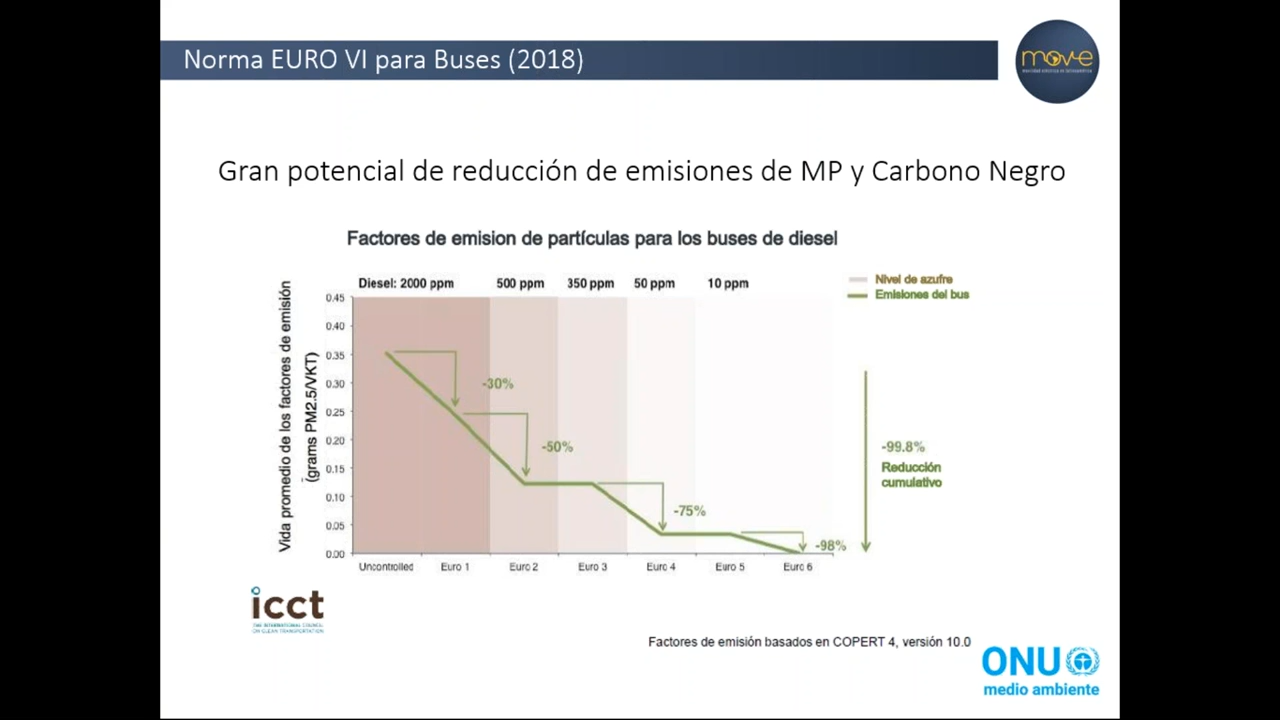 Norma EURO VI para Buses (2018)
mov-e
movilidad eléctrica en latinoamérica
Gran potencial de reducción de emisiones de MP y Carbono Negro
Factores de emision de partículas para los buses de diesel
Diesel: 2000 ppm 500 ppm 350 ppm 50 ppm 10 ppm
Nivel de azufre
Emisiones del bus
Vida promedio de los factores de emisión
(grams PM2.5/VKT)
0.45
0.40
0.35
0.30
0.25
0.20
0.15
0.10
0.05
0.00
-30%
-50%
-75%
-98%
-99.8%
Reducción
cumulativo
Uncontrolled Euro 1 Euro 2 Euro 3 Euro 4 Euro 5 Euro 6
icct
THE INTERNATIONAL COUNCIL
ON CLEAN TRANSPORTATION
Factores de emisión basados en COPERT 4, versión 10.0
ONU
medio ambiente